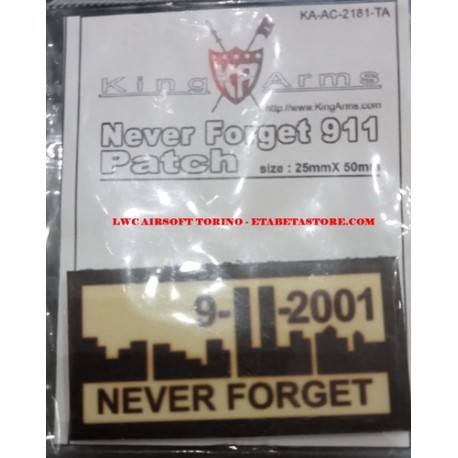 KA-AC-2181-TA
KA
King Arms
http://www.KingArms.com
Never Forget 911
Patch size : 25mmX 50mm
LWC AIRSOFT TORINO - ETABETASTORE.COM
9-11-2001
NEVER FORGET